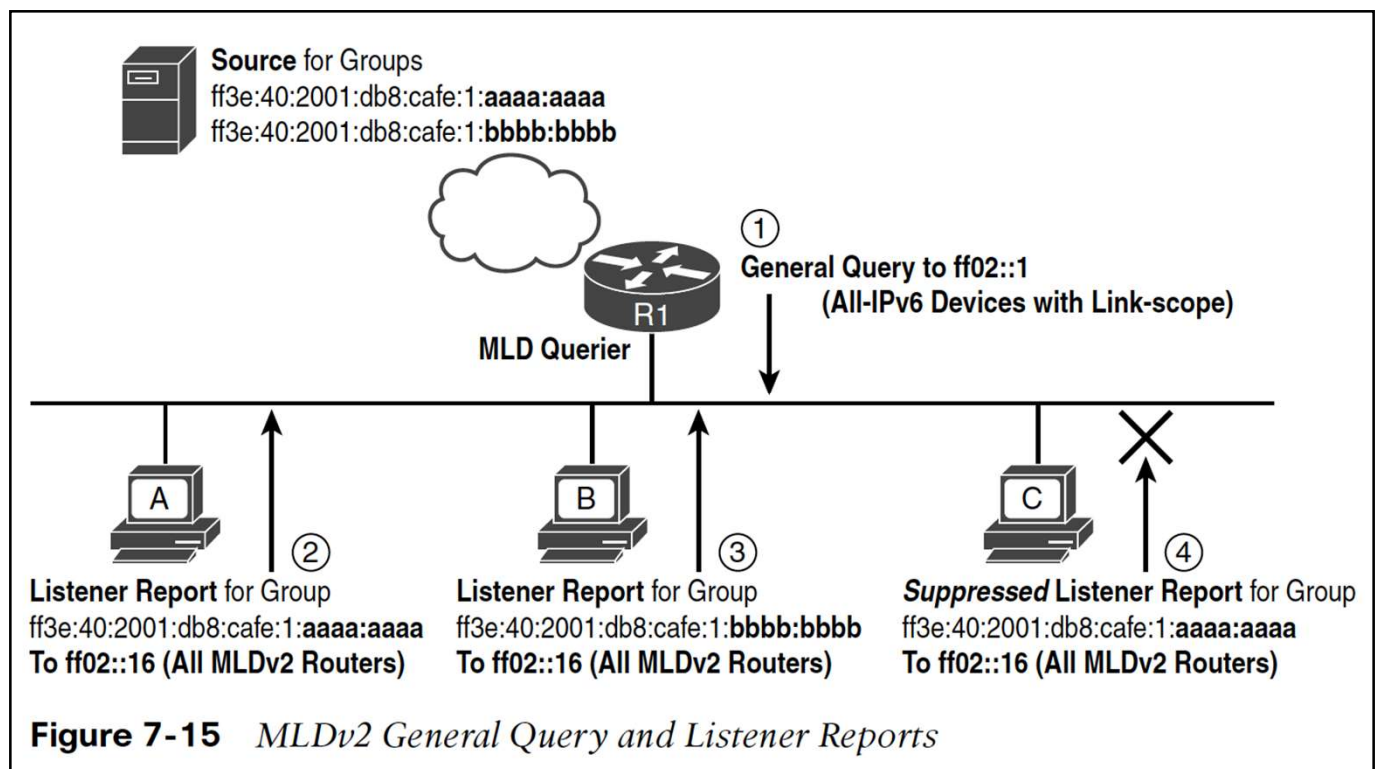 Source for Groups
ff3e:40:2001:db8:cafe:1:aaaa:aaaa
ff3e:40:2001:db8:cafe:1:bbbb:bbbb
1
General Query to ff02::1
(All-IPv6 Devices with Link-scope)
R1
MLD Querier
A
2
Listener Report for Group
ff3e:40:2001:db8:cafe:1:aaaa:aaaa
To ff02::16 (All MLDv2 Routers)
B
3
Listener Report for Group
ff3e:40:2001:db8:cafe:1:bbbb:bbbb
To ff02::16 (All MLDv2 Routers)
C
4
Suppressed Listener Report for Group
ff3e:40:2001:db8:cafe:1:aaaa:aaaa
To ff02::16 (All MLDv2 Routers)
Figure 7-15 MLDv2 General Query and Listener Reports